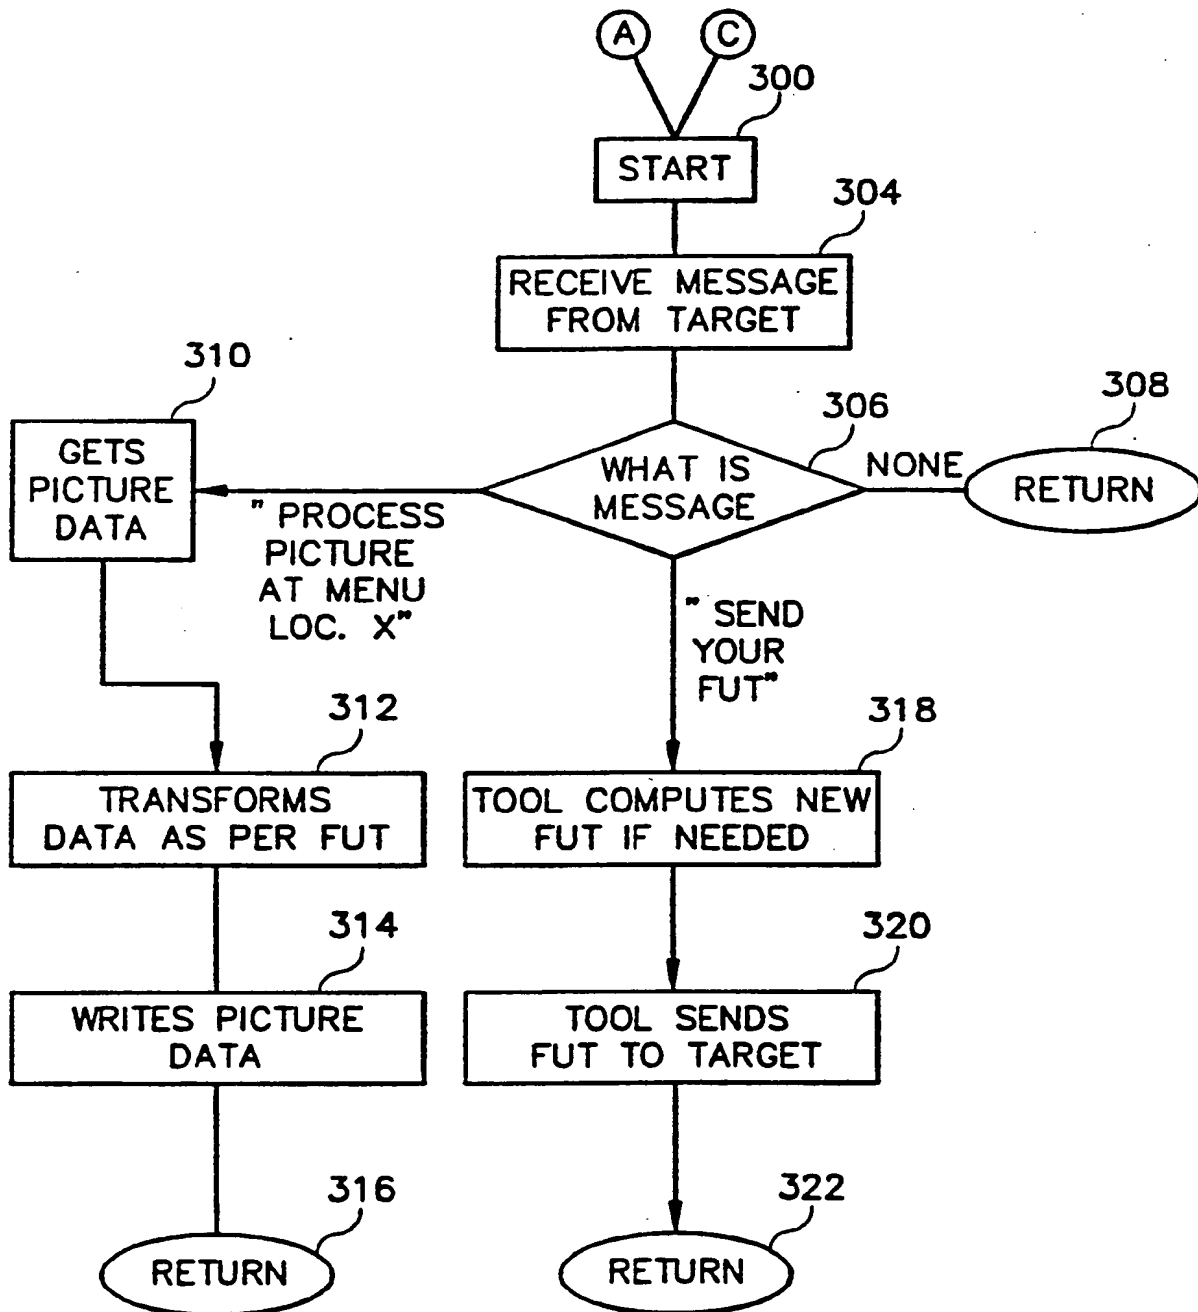 A
C
300
START
304
RECEIVE MESSAGE
FROM TARGET
310
306
308
GETS
PICTURE
DATA
WHAT IS
MESSAGE
NONE
RETURN
" PROCESS
PICTURE
AT MENU
LOC. X"
" SEND
YOUR
FUT"
312
318
TRANSFORMS
DATA AS PER FUT
TOOL COMPUTES NEW
FUT IF NEEDED
314
320
WRITES PICTURE
DATA
TOOL SENDS
FUT TO TARGET
316
322
RETURN
RETURN